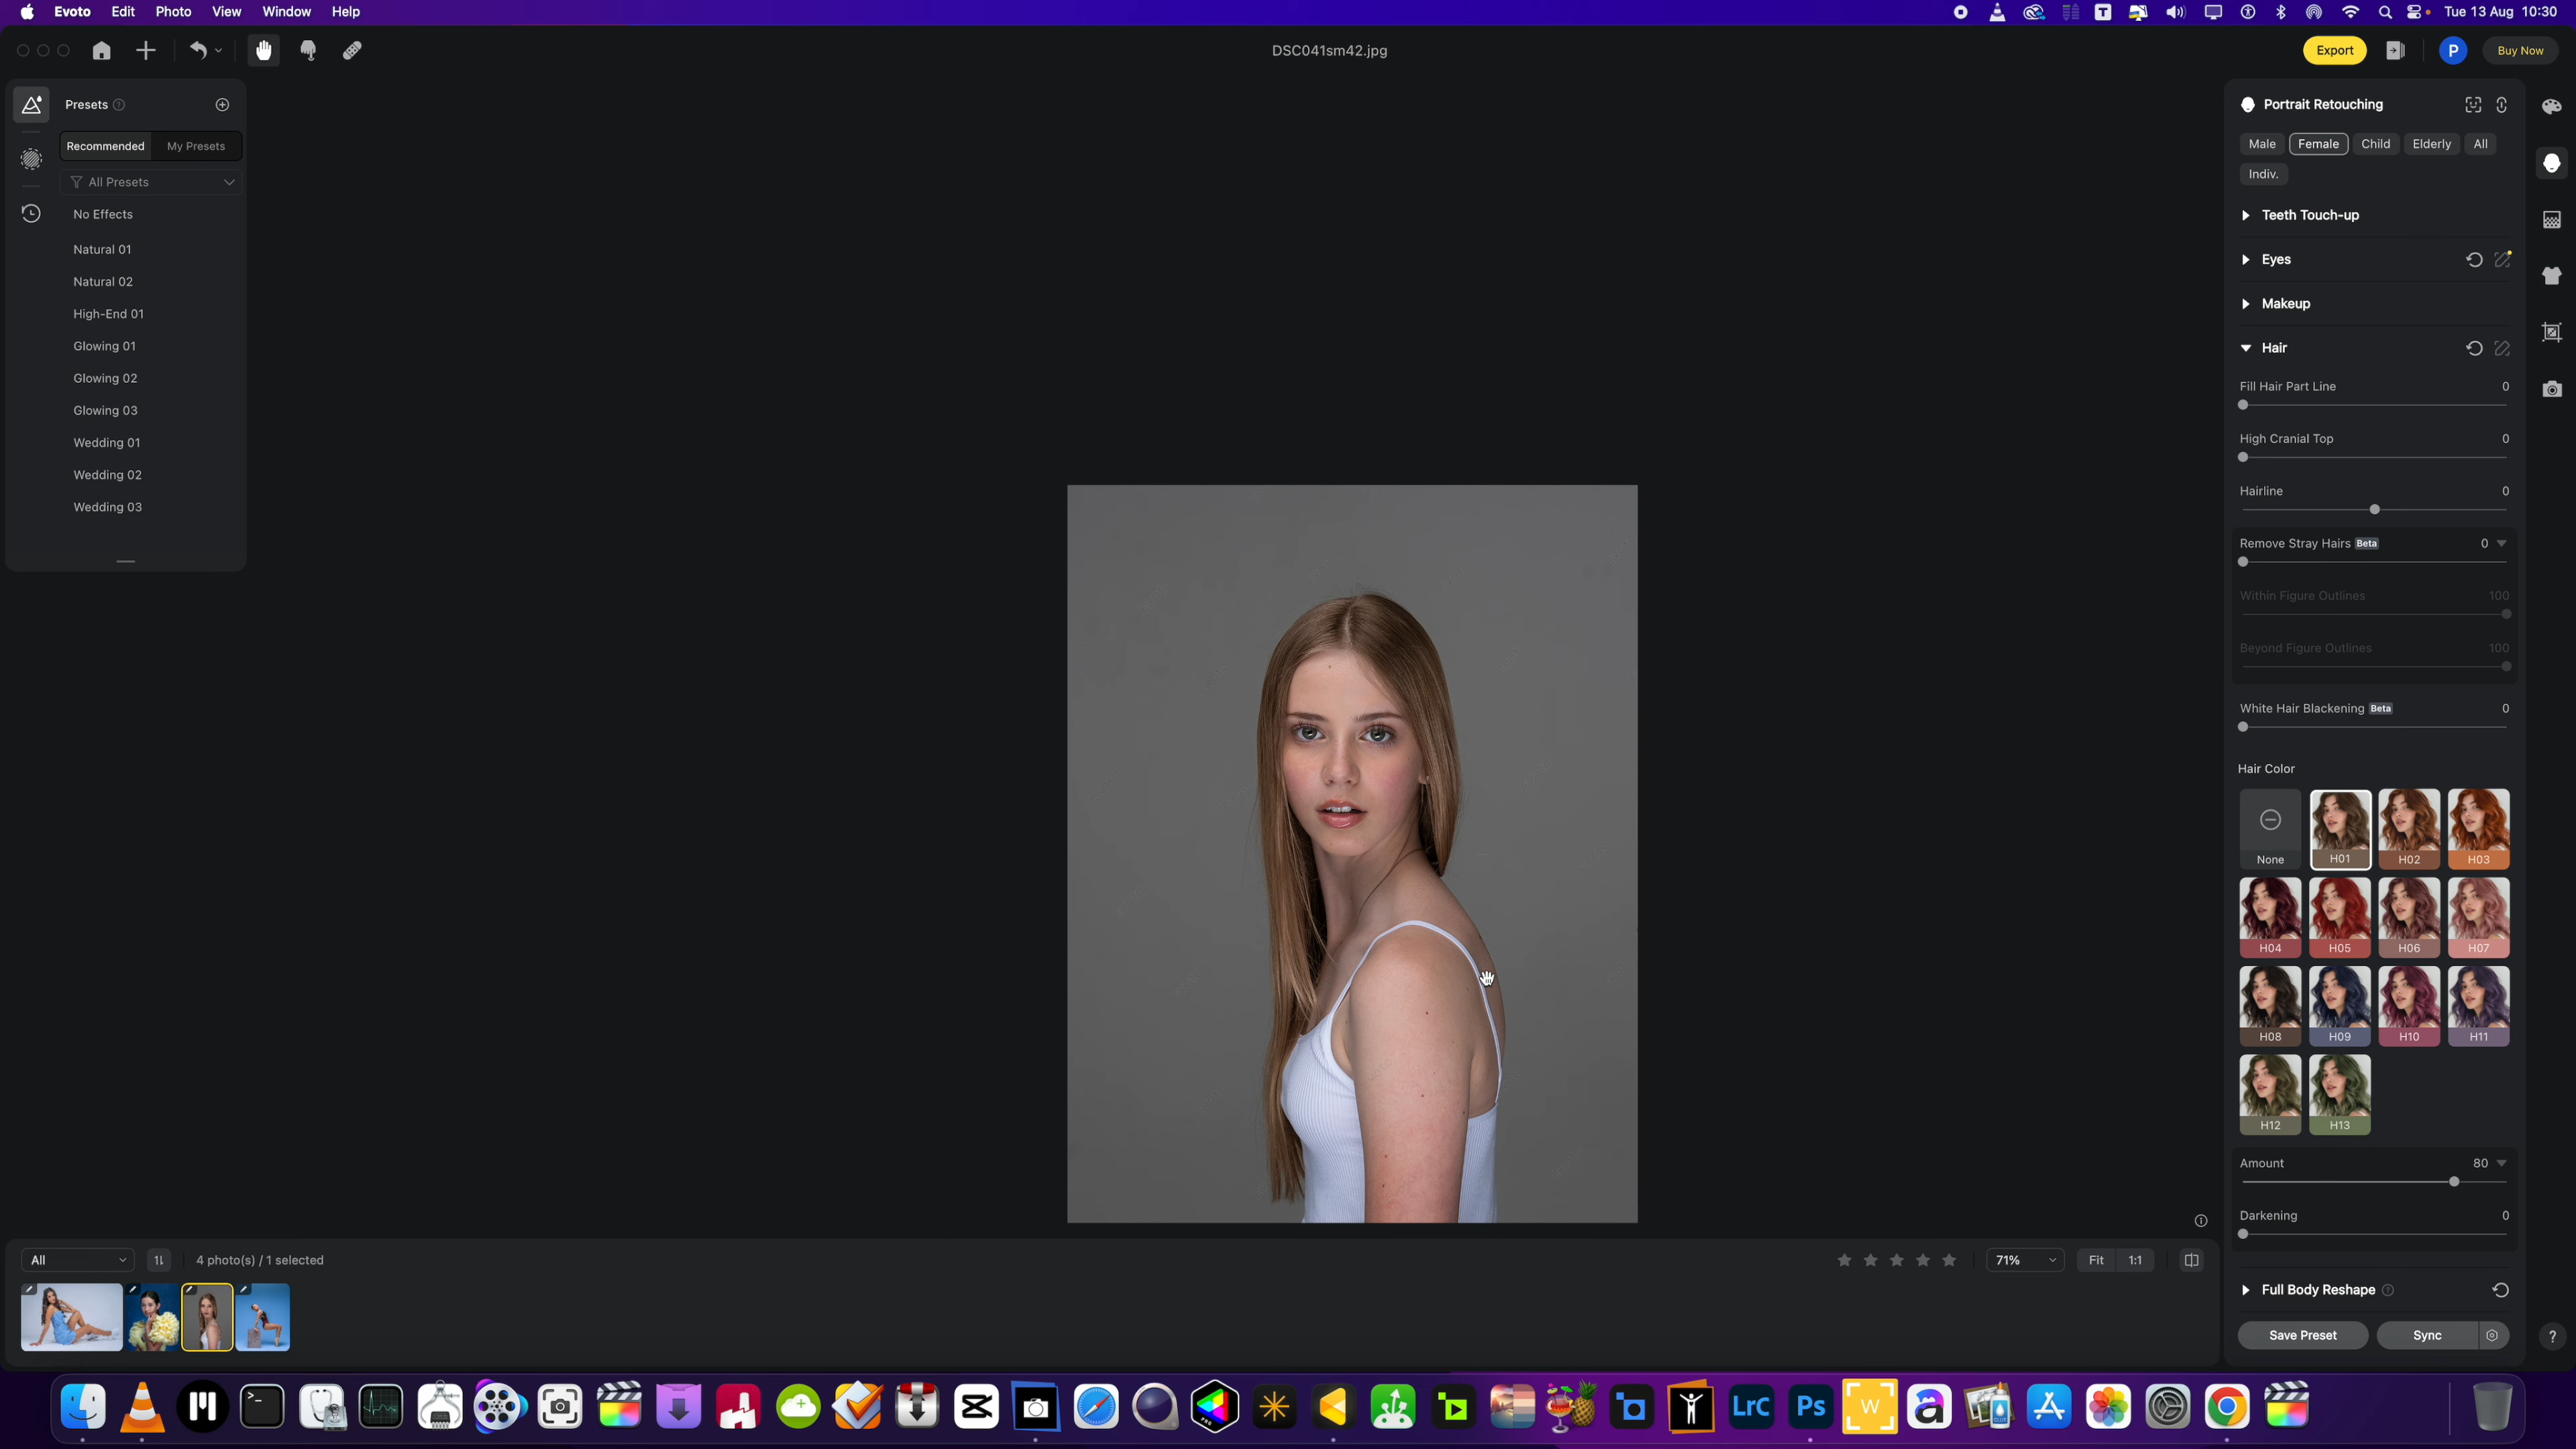 Evoto Edit Photo View Window Help
Tue 13 Aug 10:30
DSC041sm42.jpg
Export
P
Buy Now
Presets
Recommended My Presets
All Presets
No Effects
Natural 01
Natural 02
High-End 01
Glowing 01
Glowing 02
Glowing 03
Wedding 01
Wedding 02
Wedding 03
Portrait Retouching
Male Female Child Elderly All
Indiv.
Teeth Touch-up
Eyes
Makeup
Hair
Fill Hair Part Line 0
High Cranial Top 0
Hairline 0
Remove Stray Hairs Beta 0
Within Figure Outlines 100
Beyond Figure Outlines 100
White Hair Blackening Beta 0
Hair Color
None H01 H02 H03
H04 H05 H06 H07
H08 H09 H10 H11
H12 H13
Amount 80
Darkening 0
Full Body Reshape ?
Save Preset Sync
?
All
4 photo(s) / 1 selected
71% Fit 1:1
LrC Ps W a